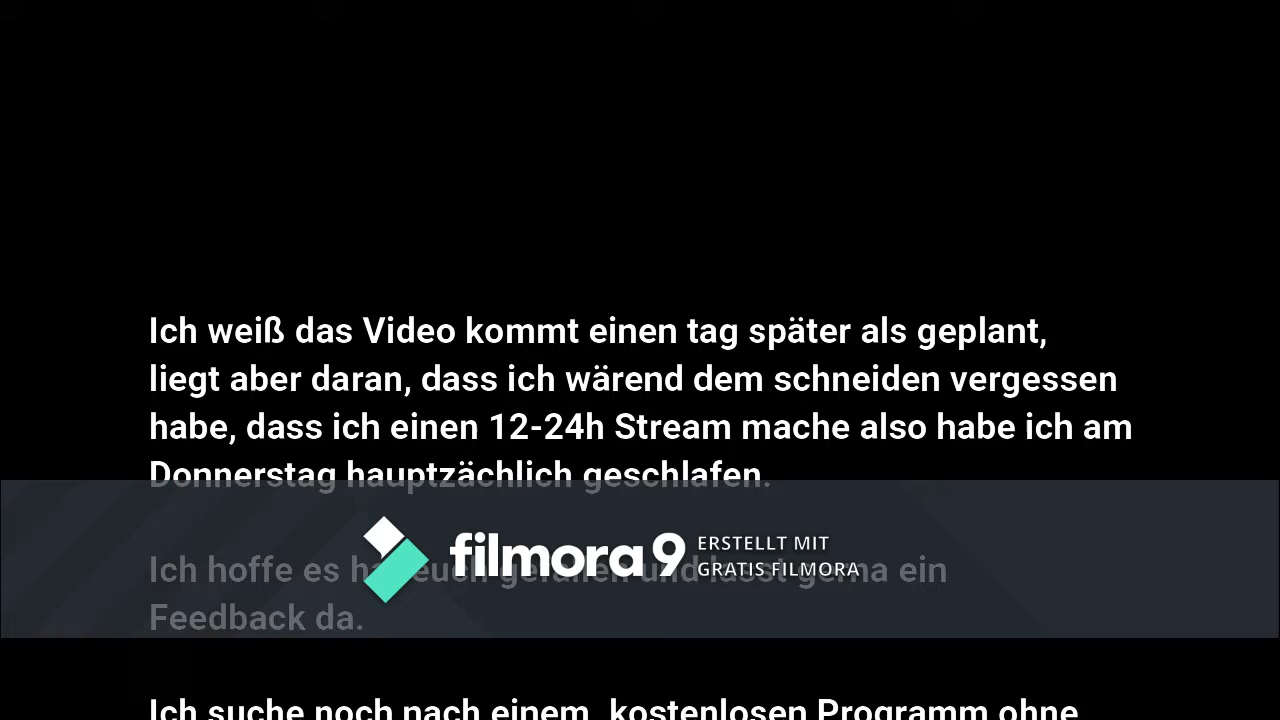 Ich weiß das Video kommt einen tag später als geplant,
liegt aber daran, dass ich wärend dem schneiden vergessen
habe, dass ich einen 12-24h Stream mache also habe ich am
Donnerstag hauptzächlich geschlafen.
filmora9 ERSTELLT MIT
GRATIS FILMORA
Ich hoffe es euch gefallen und lasst ein
Feedback da.
Ich suche noch nach einem, kostenlosen Programm ohne